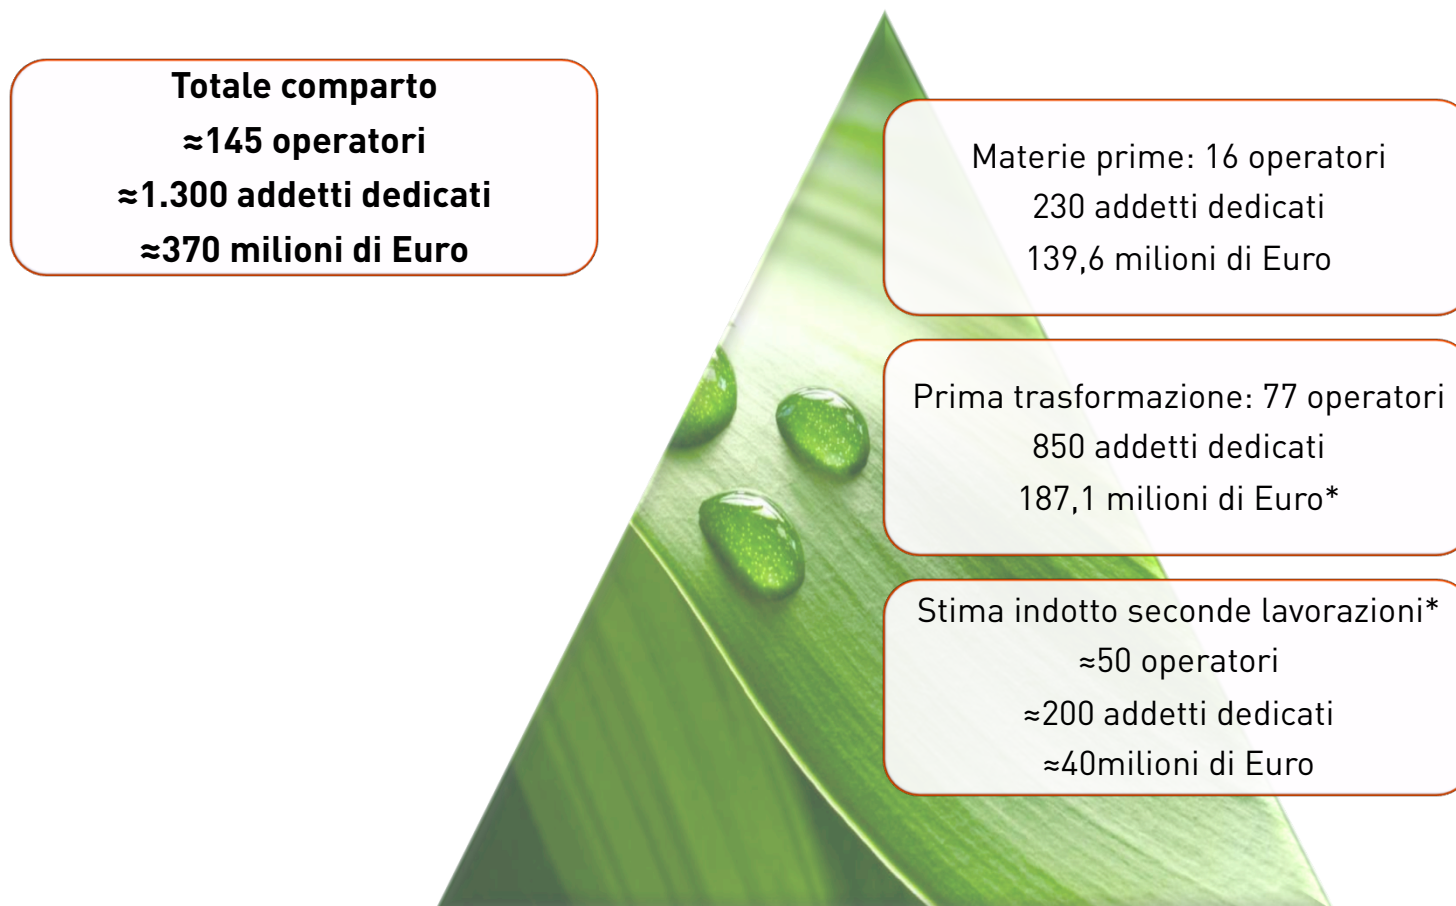 Totale comparto
≈145 operatori
≈1.300 addetti dedicati
≈370 milioni di Euro
Materie prime: 16 operatori
230 addetti dedicati
139,6 milioni di Euro
Prima trasformazione: 77 operatori
850 addetti dedicati
187,1 milioni di Euro*
Stima indotto seconde lavorazioni*
≈50 operatori
≈200 addetti dedicati
≈40milioni di Euro